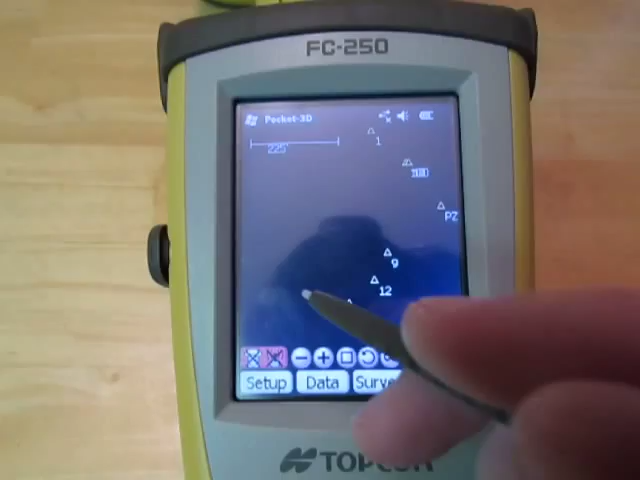 FC-250
Pocket-3D
225'
1
PZ
9
12
Setup Data Surve
TOPCON